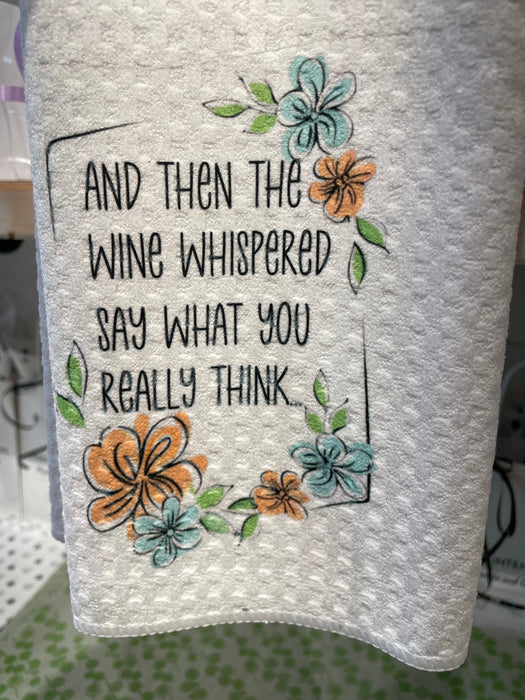 AND THEN THE
WINE WHISPERED
SAY WHAT YOU
REALLY THINK...